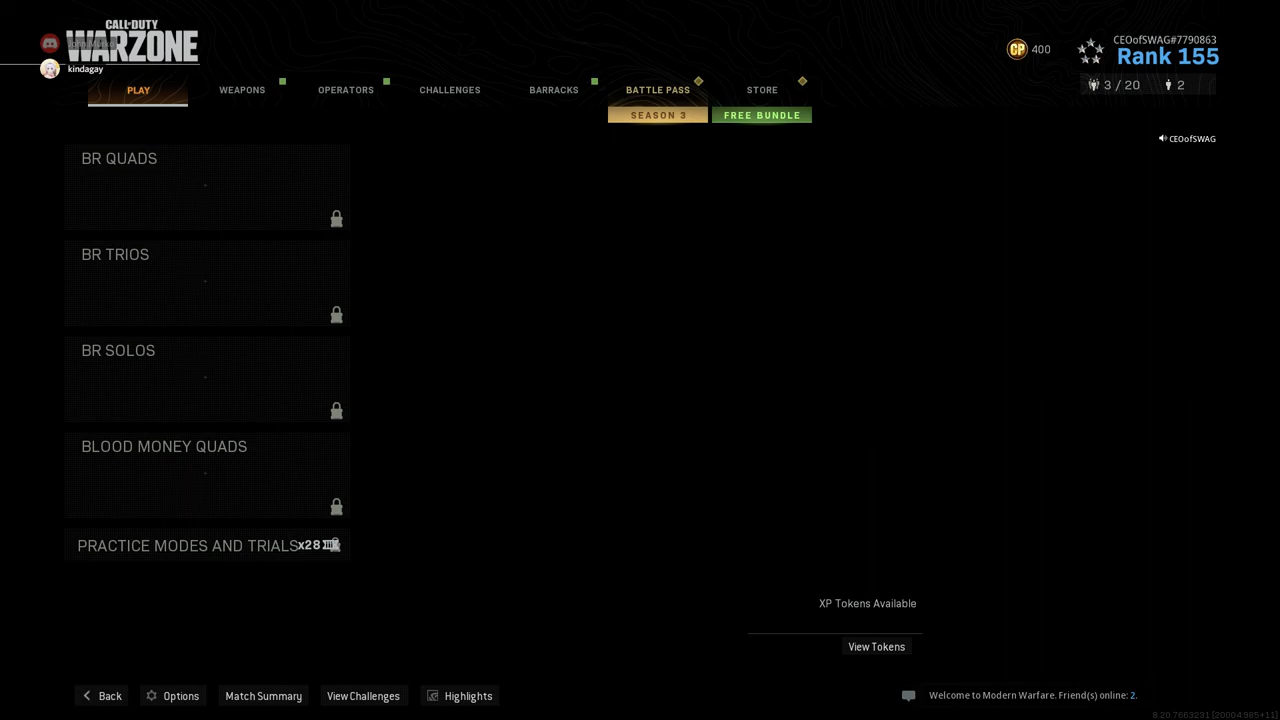 CALL OF DUTY
WARZONE
kindagay
CP 400
CEOofSWAG#7790863
Rank 155
3 / 20
2
PLAY
WEAPONS
OPERATORS
CHALLENGES
BARRACKS
BATTLE PASS
STORE
SEASON 3
FREE BUNDLE
CEOofSWAG
BR QUADS
BR TRIOS
BR SOLOS
BLOOD MONEY QUADS
PRACTICE MODES AND TRIALS
XP Tokens Available
View Tokens
Back
Options
Match Summary
View Challenges
Highlights
Welcome to Modern Warfare. Friend(s) online: 2.